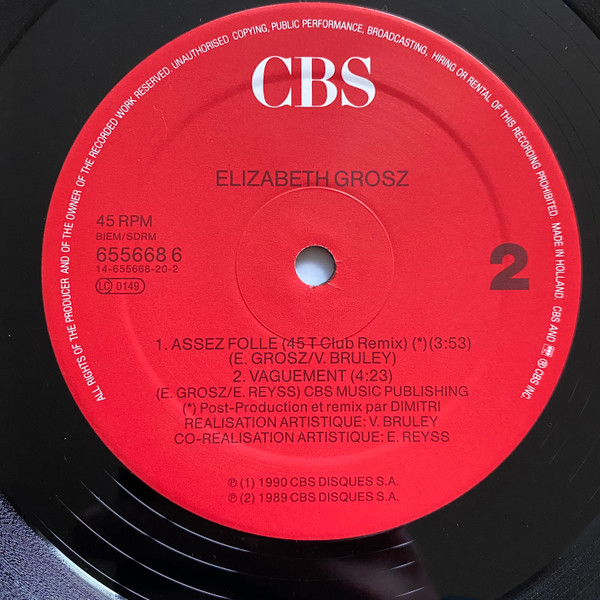 ALL RIGHTS OF THE PRODUCER AND OF THE OWNER OF THE RECORDED WORK RESERVED. UNAUTHORISED COPYING, PUBLIC PERFORMANCE, BROADCASTING, HIRING OR RENTAL OF THIS RECORDING PROHIBITED. MADE IN HOLLAND. CBS AND ARE ® CBS INC.
CBS
ELIZABETH GROSZ
45 RPM
BIEM/SDRM
655668 6
14-655668-20-2
LC 0149
2
1. ASSEZ FOLLE (45 T Club Remix) (*) (3:53)
(E. GROSZ/V. BRULEY)
2. VAGUEMENT (4:23)
(E. GROSZ/E. REYSS) CBS MUSIC PUBLISHING
(*) Post-Production et remix par DIMITRI
REALISATION ARTISTIQUE: V. BRULEY
CO-REALISATION ARTISTIQUE: E. REYSS
℗ (1) 1990 CBS DISQUES S.A.
℗ (2) 1989 CBS DISQUES S.A.